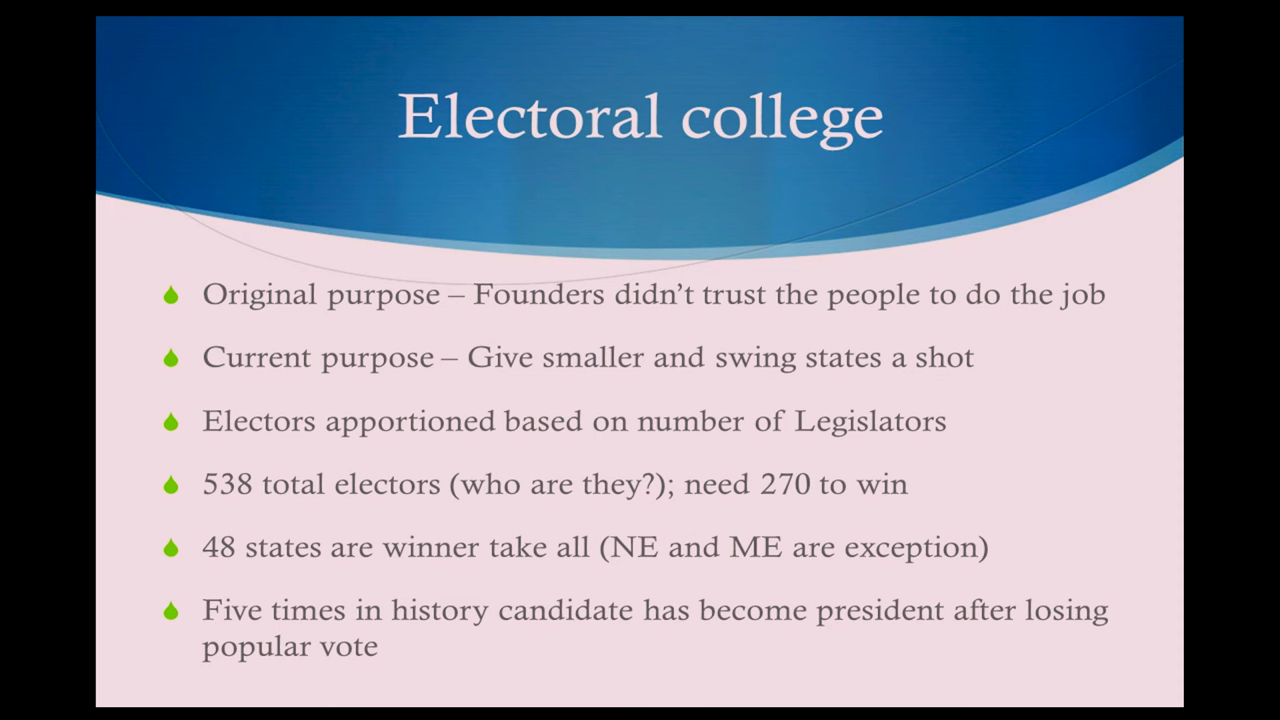 Electoral college
Original purpose – Founders didn’t trust the people to do the job
Current purpose – Give smaller and swing states a shot
Electors apportioned based on number of Legislators
538 total electors (who are they?); need 270 to win
48 states are winner take all (NE and ME are exception)
Five times in history candidate has become president after losing
popular vote